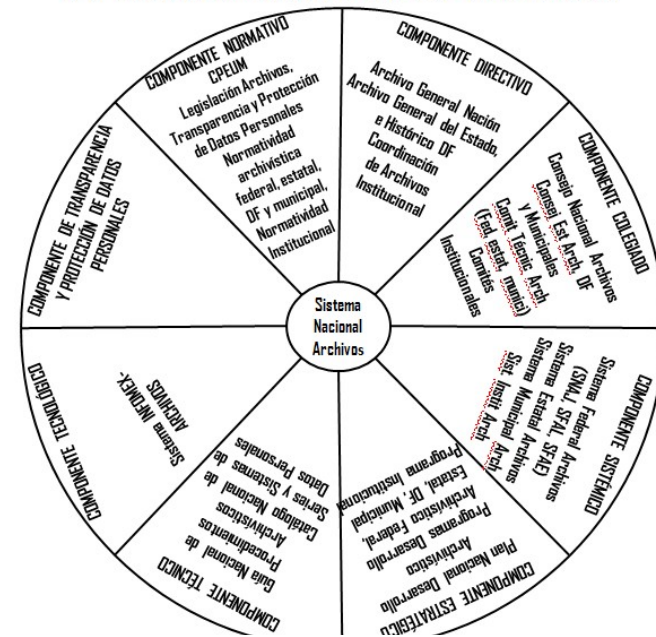 COMPONENTE NORMATIVO
CPEUM
Legislación Archivos,
Transparencia y Protección
de Datos Personales
Normatividad
archivística
federal, estatal,
DF y municipal,
Normatividad
Institucional
COMPONENTE DIRECTIVO
Archivo General Nación
Archivo General del Estado,
e Histórico DF
Coordinación
de Archivos
Institucional
COMPONENTE COLEGIADO
Consejo Nacional Archivos
Consej Est Arch, DF
y Municipales
Comit Técnic Arch
(Fed, estat, munici)
Comités
Institucionales
COMPONENTE SISTÉMICO
Sistema Federal Archivos
(SNAJ, SFAL, SFAE)
Sistema Estatal Archivos
Sistema Municipal Arch
Sist Instit Arch
COMPONENTE ESTRATÉGICO
Plan Nacional Desarrollo
Archivístico
Programas Desarrollo
Archivístico Federal,
Estatal, DF, Municipal
Programa Institucional
COMPONENTE TÉCNICO
Guía Nacional de
Procedimientos
Archivísticos
Catálogo Nacional de
Series y Sistemas de
Datos Personales
COMPONENTE TECNOLÓGICO
Sistema INFOMEX-
ARCHIVOS
COMPONENTE DE TRANSPARENCIA
Y PROTECCIÓN DE DATOS
PERSONALES
Sistema
Nacional
Archivos